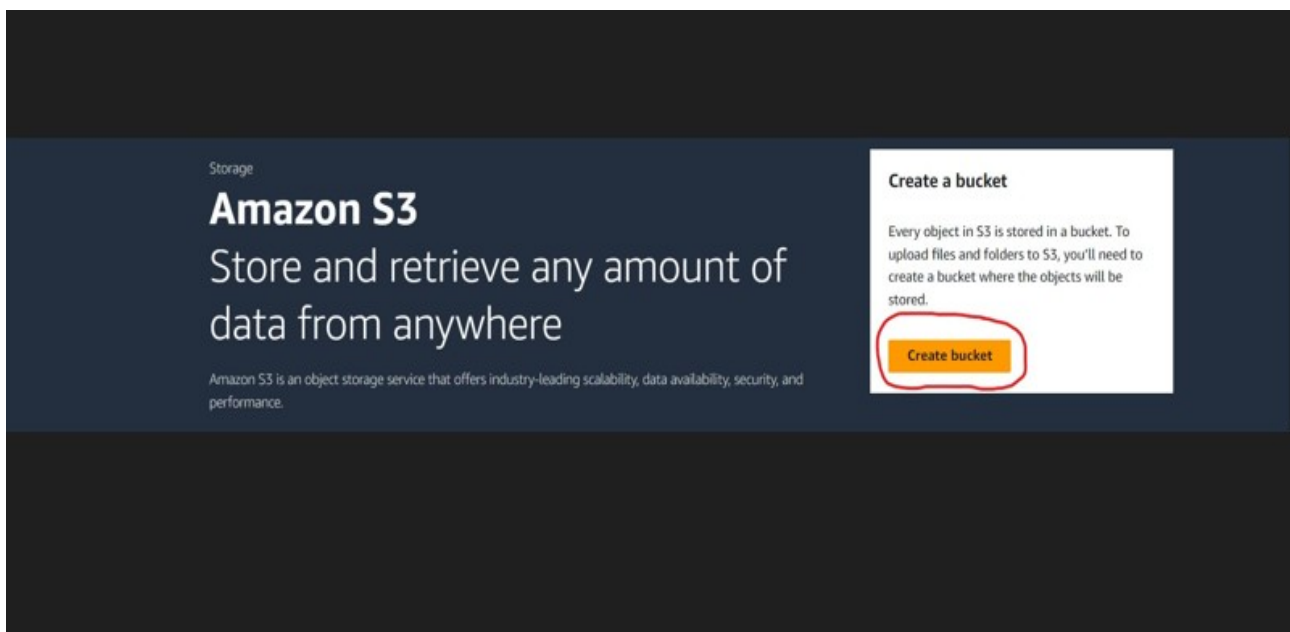 Storage
Amazon S3
Store and retrieve any amount of
data from anywhere
Amazon S3 is an object storage service that offers industry-leading scalability, data availability, security, and
performance.
Create a bucket
Every object in S3 is stored in a bucket. To
upload files and folders to S3, you'll need to
create a bucket where the objects will be
stored.
Create bucket